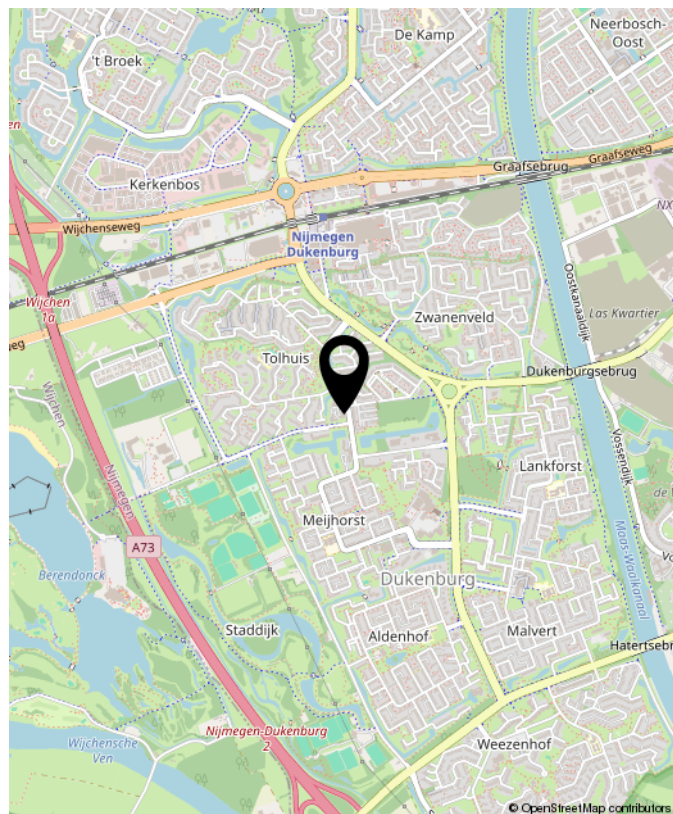 Neerbosch-
Oost
De Kamp
't Broek
Graafseweg
Graafsebrug
Kerkenbos
Wijchenseweg
Nijmegen
Dukenburg
Oostkanaaldijk
Wijchen
1a
Las Kwartier
Zwanenveld
weg
Tolhuis
Dukenburgsebrug
Wijchen
Nijmegen
Vossendijk
Lankforst
Meijhorst
A73
Berendonck
Maas-Waalkanaal
Dukenburg
Staddijk
Aldenhof
Malvert
Hatertsebr
Nijmegen-Dukenburg
2
Wijchensche
Ven
Weezenhof
© OpenStreetMap contributors